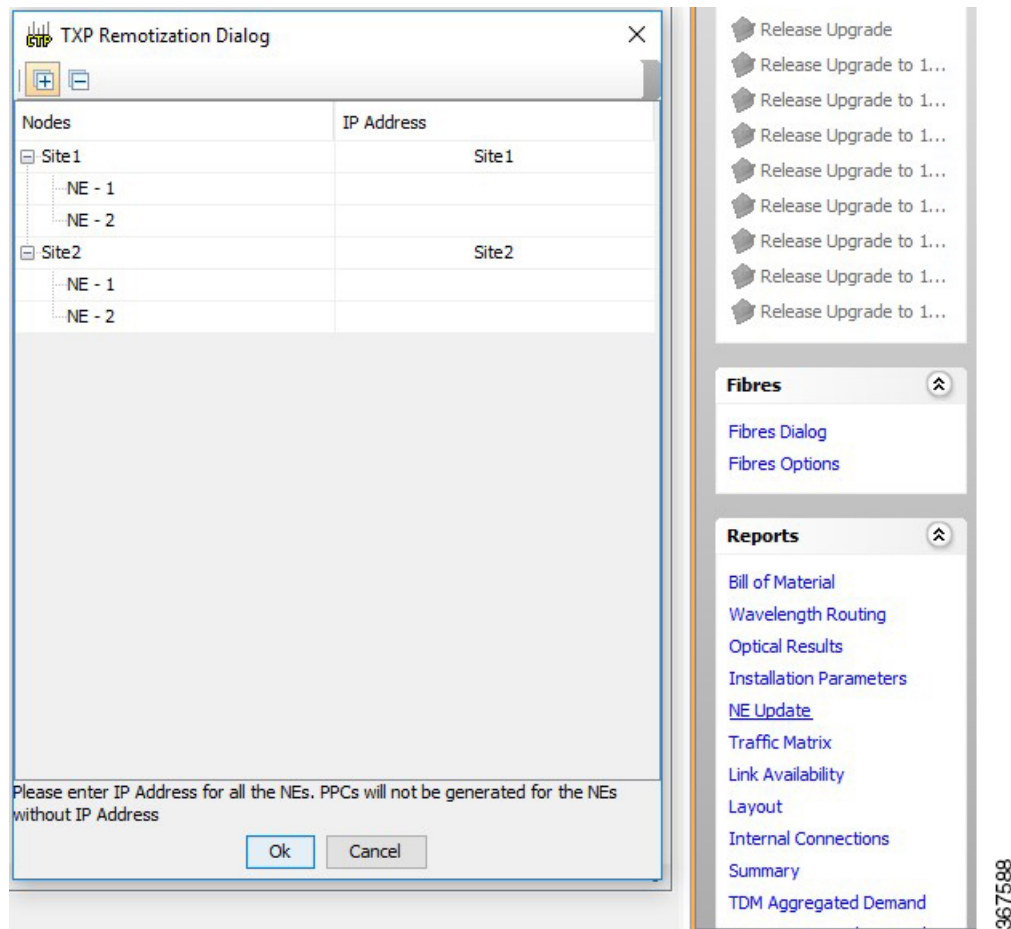 CTP TXP Remotization Dialog
Nodes IP Address
Site1 Site1
NE - 1
NE - 2
Site2 Site2
NE - 1
NE - 2
Please enter IP Address for all the NEs. PPCs will not be generated for the NEs
without IP Address
Ok Cancel
Release Upgrade
Release Upgrade to 1...
Release Upgrade to 1...
Release Upgrade to 1...
Release Upgrade to 1...
Release Upgrade to 1...
Release Upgrade to 1...
Release Upgrade to 1...
Release Upgrade to 1...
Fibres
Fibres Dialog
Fibres Options
Reports
Bill of Material
Wavelength Routing
Optical Results
Installation Parameters
NE Update
Traffic Matrix
Link Availability
Layout
Internal Connections
Summary
TDM Aggregated Demand
367588